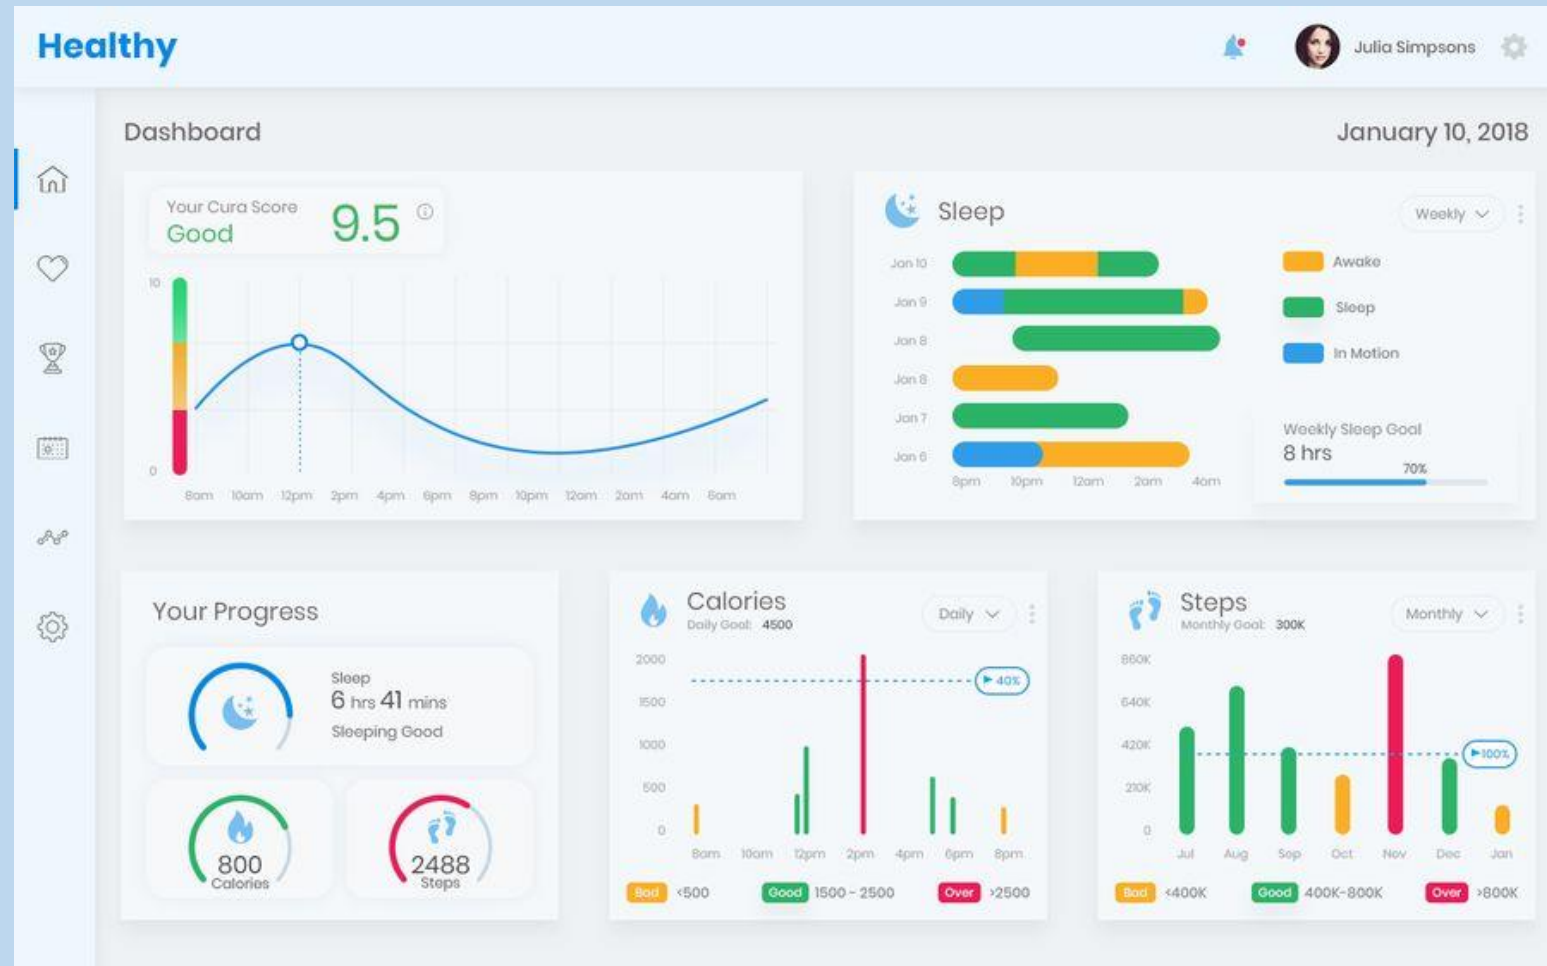 Healthy
Julia Simpsons
Dashboard
January 10, 2018
Your Cura Score
Good
9.5
10
0
8am 10am 12pm 2pm 4pm 6pm 8pm 10pm 12am 2am 4am 6am
Sleep
Weekly
Jan 10
Jan 9
Jan 8
Jan 8
Jan 7
Jan 6
8pm 10pm 12am 2am 4am
Awake
Sleep
In Motion
Weekly Sleep Goal
8 hrs
70%
Your Progress
Sleep
6 hrs 41 mins
Sleeping Good
800
Calories
2488
Steps
Calories
Daily Goal: 4500
Daily
2000
1500
1000
500
0
40%
8am 10am 12pm 2pm 4pm 6pm 8pm
Bad <500 Good 1500 - 2500 Over >2500
Steps
Monthly Goal: 300K
Monthly
860K
640K
420K
210K
0
100%
Jul Aug Sep Oct Nov Dec Jan
Bad <400K Good 400K-800K Over >800K